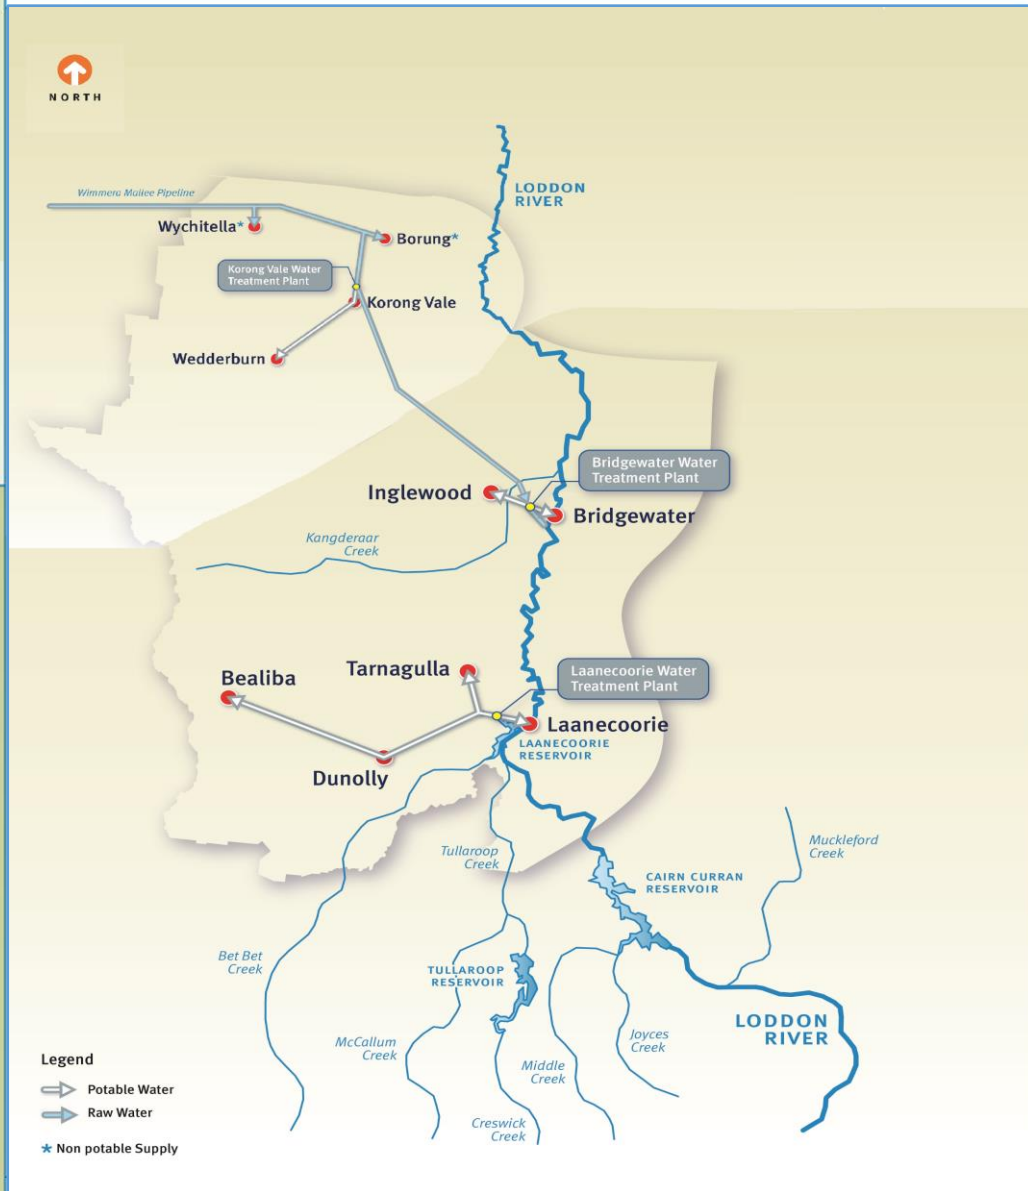 NORTH
Wimmera Mallee Pipeline
LODDON
RIVER
Wychitella*
Borung*
Korong Vale Water
Treatment Plant
Korong Vale
Wedderburn
Bridgewater Water
Treatment Plant
Inglewood
Bridgewater
Kangderaar
Creek
Tarnagulla
Laanecoorie Water
Treatment Plant
Bealiba
Laanecoorie
LAANECOORIE
RESERVOIR
Dunolly
Tullaroop
Creek
Muckleford
Creek
CAIRN CURRAN
RESERVOIR
Bet Bet
Creek
TULLAROOP
RESERVOIR
LODDON
RIVER
McCallum
Creek
Joyces
Creek
Middle
Creek
Creswick
Creek
Legend
Potable Water
Raw Water
* Non potable Supply